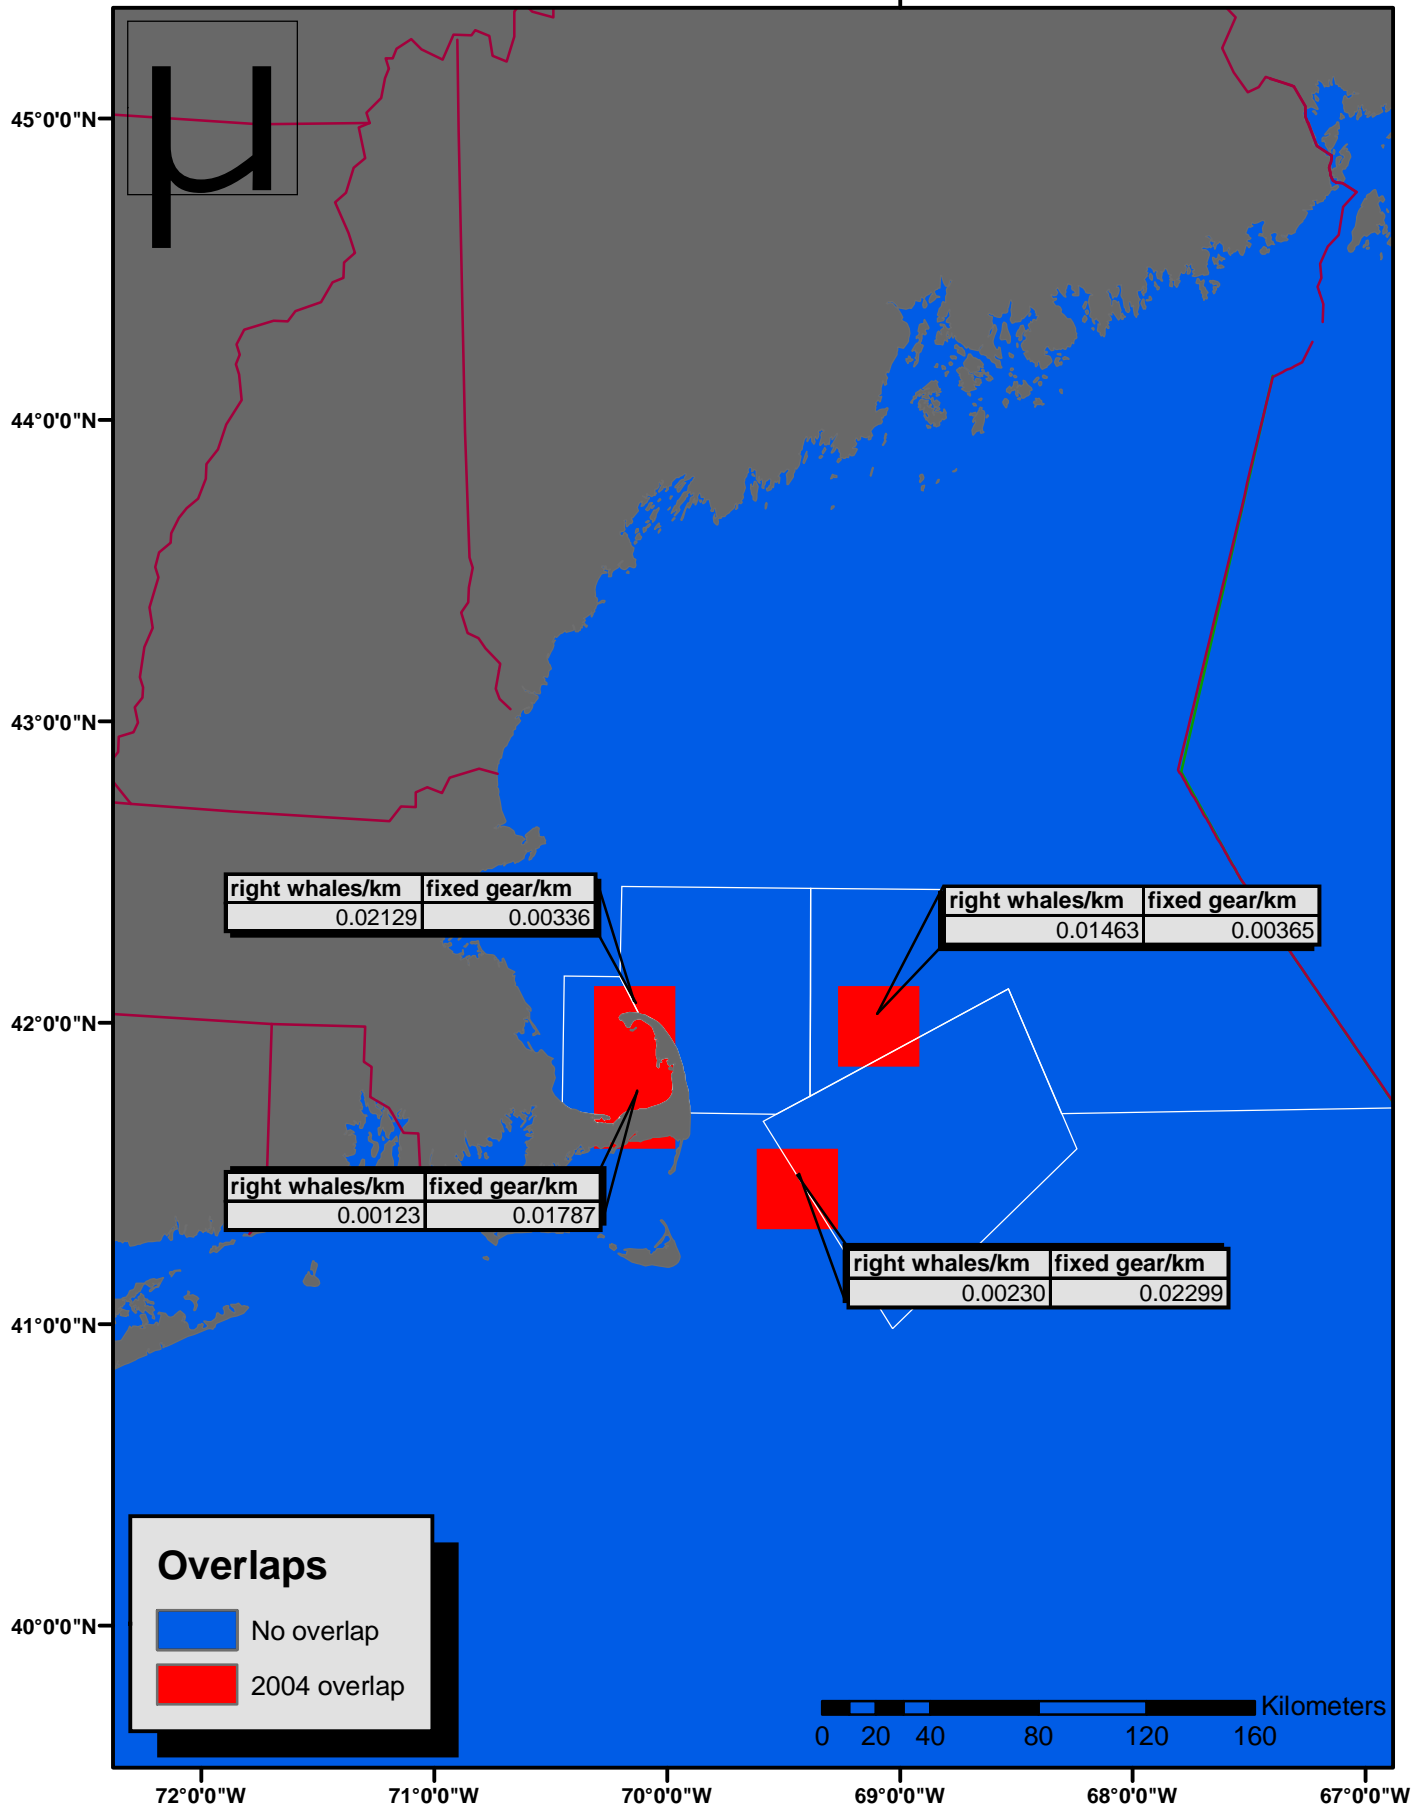 µ
45°0'0"N
44°0'0"N
43°0'0"N
42°0'0"N
41°0'0"N
40°0'0"N
right whales/km fixed gear/km
0.02129 0.00336
right whales/km fixed gear/km
0.01463 0.00365
right whales/km fixed gear/km
0.00123 0.01787
right whales/km fixed gear/km
0.00230 0.02299
Overlaps
No overlap
2004 overlap
Kilometers
0 20 40 80 120 160
72°0'0"W 71°0'0"W 70°0'0"W 69°0'0"W 68°0'0"W 67°0'0"W